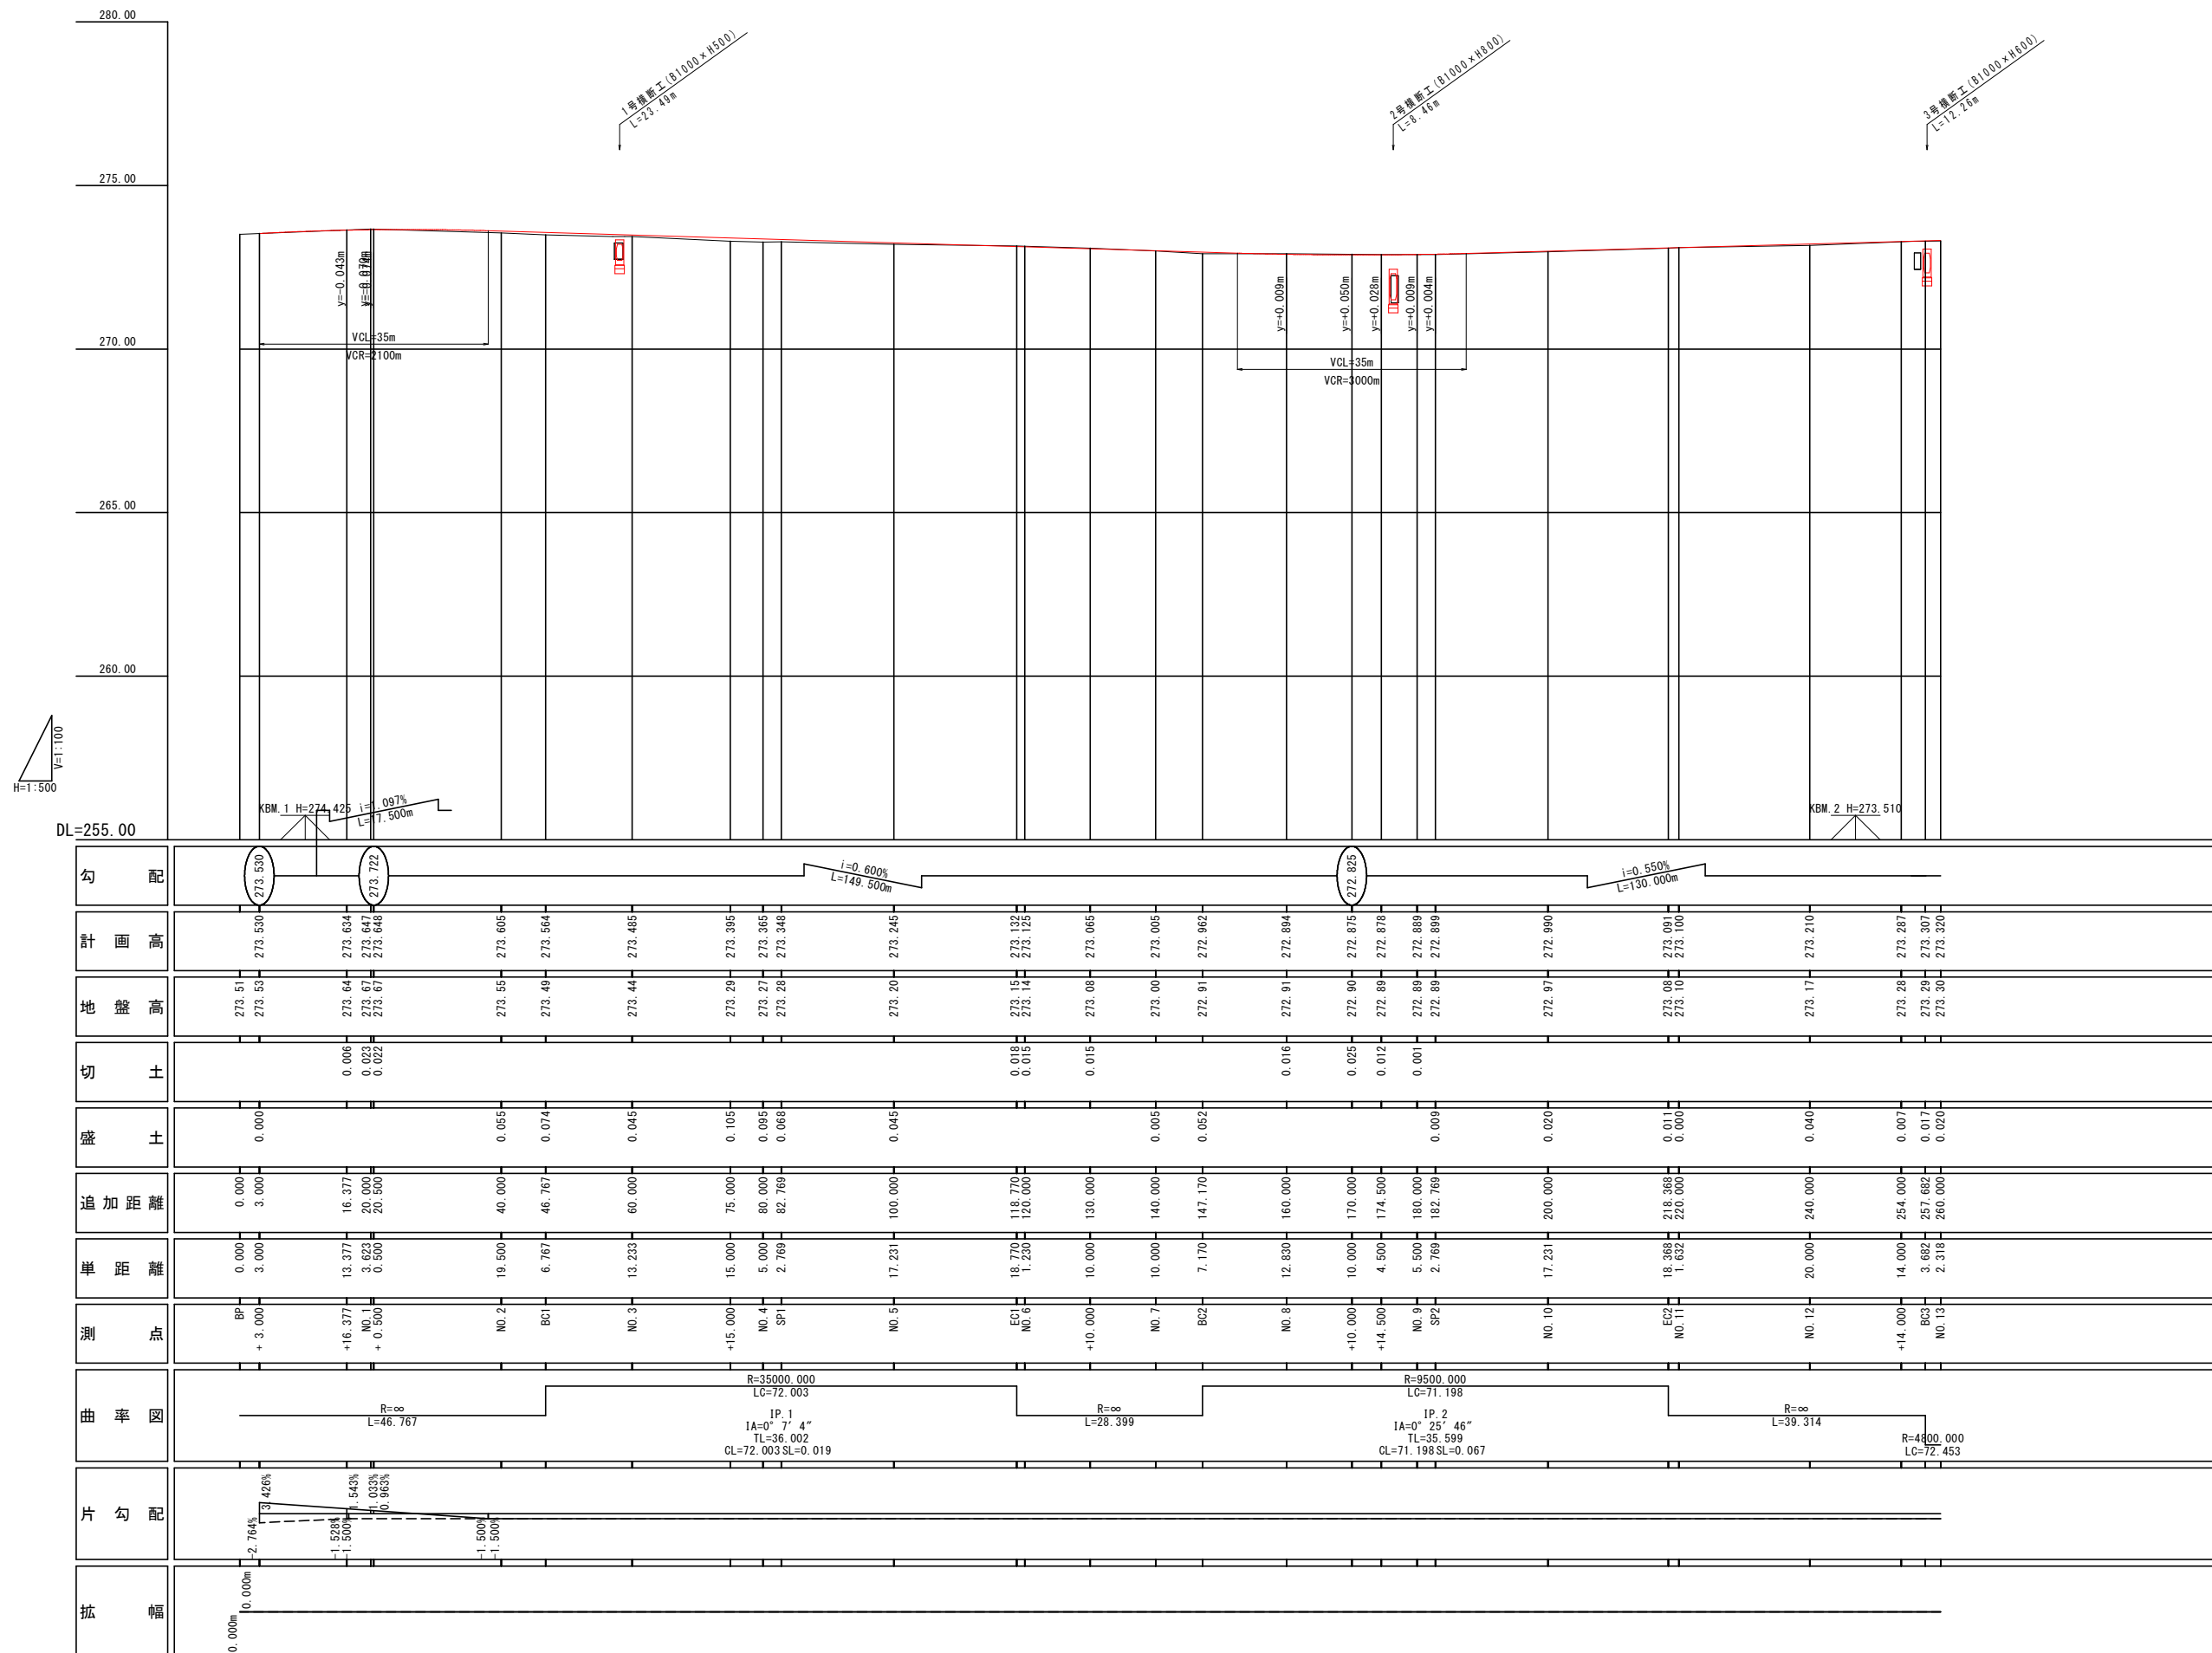 280.00
275.00
270.00
265.00
260.00
DL=255.00
V=1:100
H=1:500
1号横断工(B1000×H500)
L=23.49m
2号横断工(B1000×H800)
L=8.46m
3号横断工(B1000×H600)
L=12.26m
y=-0.043m
y=+0.009m
y=+0.050m
y=+0.028m
y=+0.009m
y=+0.004m
VCL=35m
VCR=2100m
VCL=35m
VCR=3000m
KBM.1 H=274.425
i=1.097%
L=17.500m
KBM.2 H=273.510
勾配
273.530
273.722
i=0.600%
L=149.500m
272.825
i=0.550%
L=130.000m
計画高
273.530 273.634 273.647 273.648 273.605 273.564 273.485 273.395 273.365 273.348 273.245 273.132 273.125 273.065 273.005 272.962 272.894 272.875 272.878 272.889 272.899 272.990 273.091 273.100 273.210 273.287 273.307 273.320
地盤高
273.51 273.53 273.64 273.67 273.67 273.55 273.49 273.44 273.29 273.27 273.28 273.20 273.15 273.14 273.08 273.00 272.91 272.91 272.90 272.89 272.89 272.89 272.97 273.08 273.10 273.17 273.28 273.29 273.30
切土
0.006 0.023 0.022 0.018 0.015 0.015 0.016 0.025 0.012 0.001
盛土
0.000 0.055 0.074 0.045 0.105 0.095 0.068 0.045 0.005 0.052 0.009 0.020 0.011 0.000 0.040 0.007 0.017 0.020
追加距離
0.000 3.000 16.377 20.000 20.500 40.000 46.767 60.000 75.000 80.000 82.769 100.000 118.770 120.000 130.000 140.000 147.170 160.000 170.000 174.500 180.000 182.769 200.000 218.368 220.000 240.000 254.000 257.682 260.000
単距離
0.000 3.000 13.377 3.623 0.500 19.500 6.767 13.233 15.000 5.000 2.769 17.231 18.770 1.230 10.000 10.000 7.170 12.830 10.000 4.500 5.500 2.769 17.231 18.368 1.632 20.000 14.000 3.682 2.318
測点
BP + 3.000 +16.377 NO.1 + 0.500 NO.2 BC1 NO.3 +15.000 NO.4 SP1 NO.5 EC1 NO.6 +10.000 NO.7 BC2 NO.8 +10.000 +14.500 NO.9 SP2 NO.10 EC2 NO.11 NO.12 +14.000 BC3 NO.13
曲率図
R=∞
L=46.767
R=35000.000
LC=72.003
IP.1
IA=0° 7′ 4″
TL=36.002
CL=72.003 SL=0.019
R=∞
L=28.399
R=9500.000
LC=71.198
IP.2
IA=0° 25′ 46″
TL=35.599
CL=71.198 SL=0.067
R=∞
L=39.314
R=4800.000
LC=72.453
片勾配
3.426% 1.543% 1.033% 0.963%
-2.764% -1.528% -1.500% -1.500% -1.500%
拡幅
0.000m
0.000m